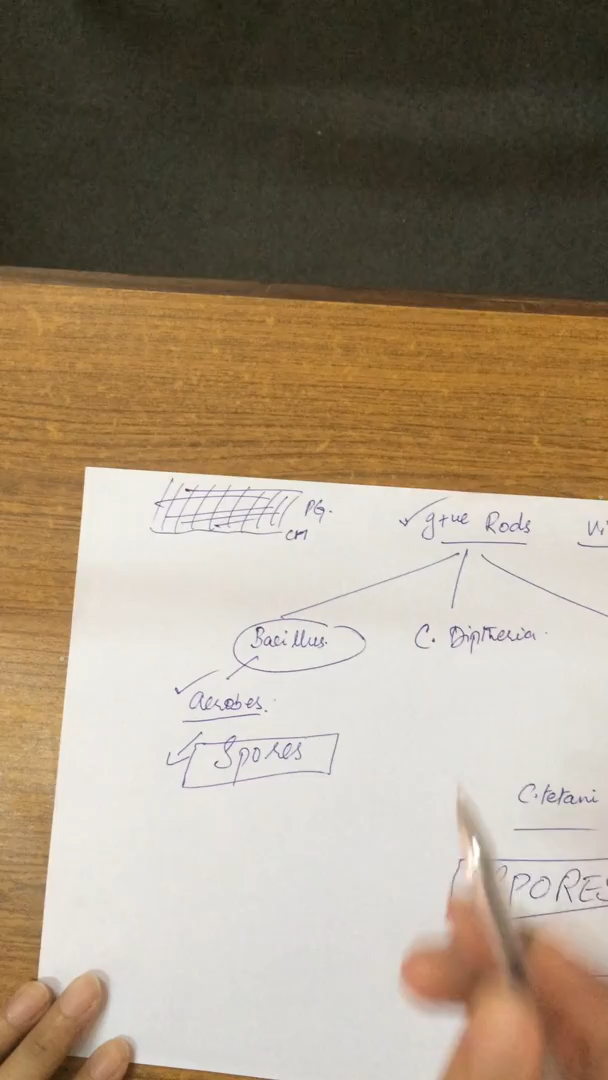 PG.
CM
g+ve Rods
Bacillus.
C. Diptheria.
Aerobes.
Spores
C.tetani
SPORES